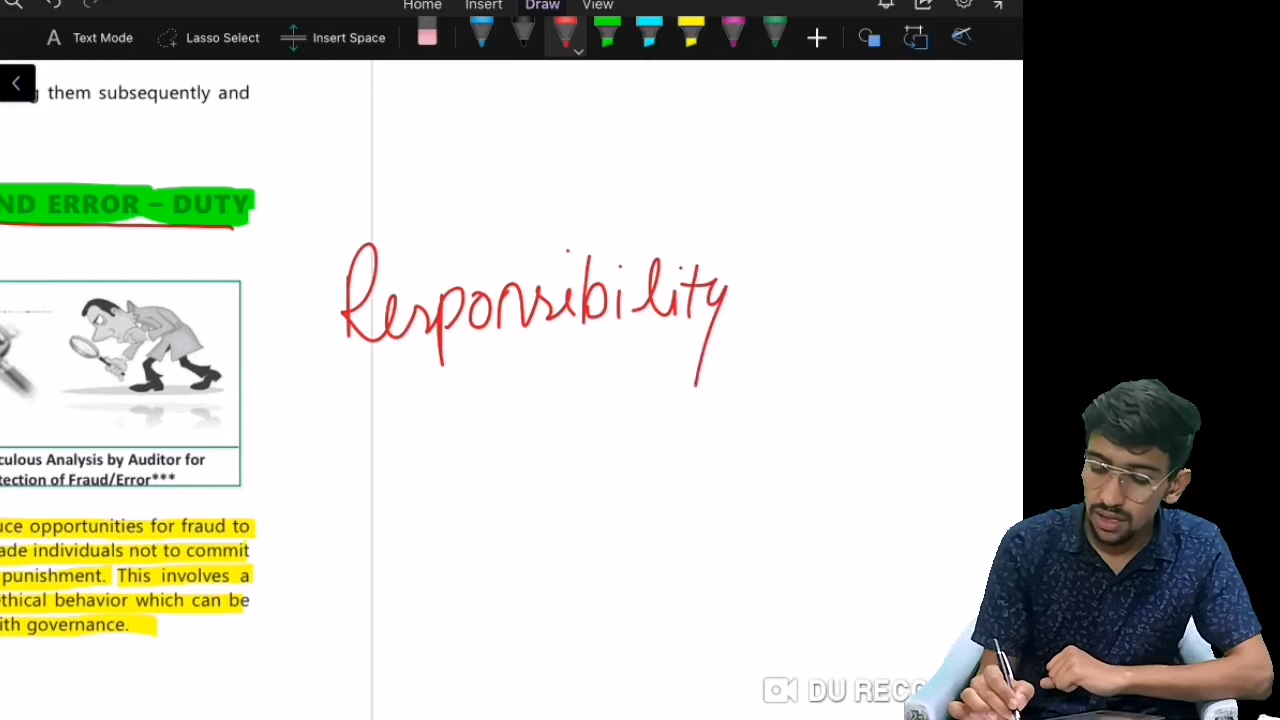 Home Insert Draw View
Text Mode Lasso Select Insert Space
them subsequently and
ND ERROR – DUTY
Responsibility
culous Analysis by Auditor for
tection of Fraud/Error***
uce opportunities for fraud to
ade individuals not to commit
punishment. This involves a
ethical behavior which can be
ith governance.
DU RECO